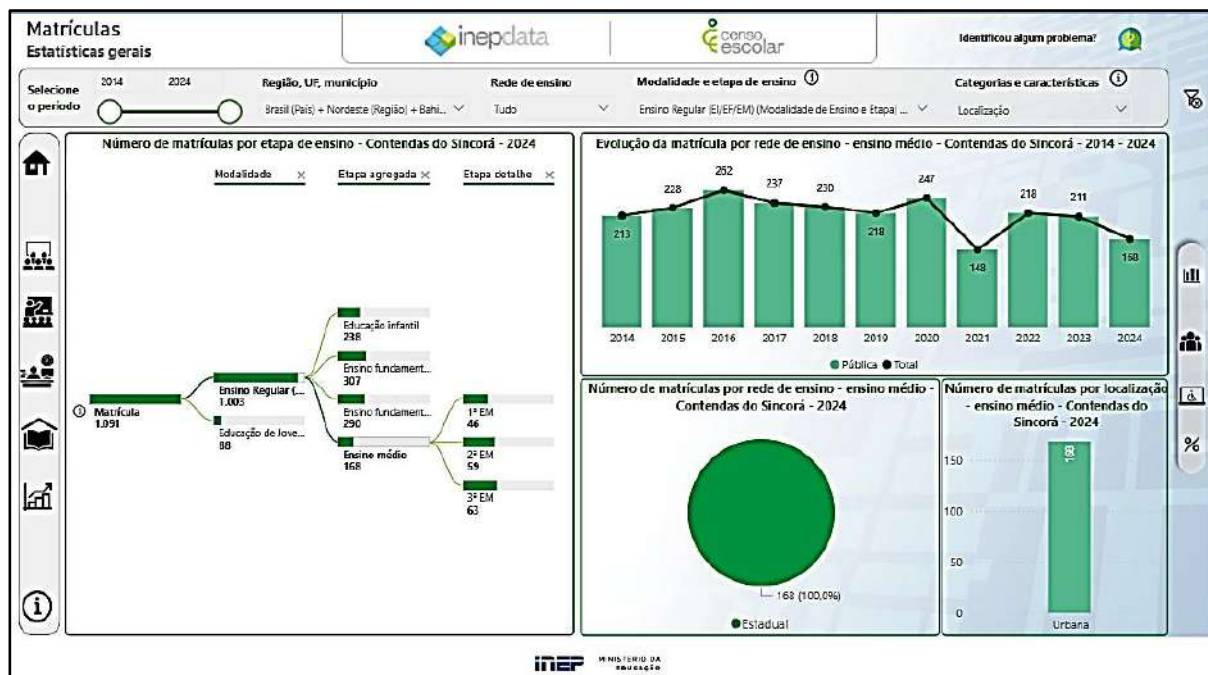 Matrículas
Estatísticas gerais
inepdata
censo
escolar
Identificou algum problema?
Selecione
o período
2014
2024
Região, UF, município
Brasil (País) + Nordeste (Região) + Bahi...
Rede de ensino
Tudo
Modalidade e etapa de ensino
Ensino Regular (EI/EF/EM) (Modalidade de Ensino e Etapa) ...
Categorias e características
Localização
Número de matrículas por etapa de ensino - Contendas do Sincorá - 2024
Modalidade
Etapa agregada
Etapa detalhe
Matrícula
1.091
Ensino Regular (...
1.003
Educação de Jove...
88
Educação infantil
238
Ensino fundament...
307
Ensino fundament...
290
Ensino médio
168
1ª EM
46
2ª EM
59
3ª EM
63
Evolução da matrícula por rede de ensino - ensino médio - Contendas do Sincorá - 2014 - 2024
213
228
262
237
230
218
247
148
218
211
168
2014 2015 2016 2017 2018 2019 2020 2021 2022 2023 2024
Pública Total
Número de matrículas por rede de ensino - ensino médio -
Contendas do Sincorá - 2024
168 (100,0%)
Estadual
Número de matrículas por localização
- ensino médio - Contendas do
Sincorá - 2024
150
100
50
0
168
Urbana
%
inep
MINISTÉRIO DA
EDUCAÇÃO